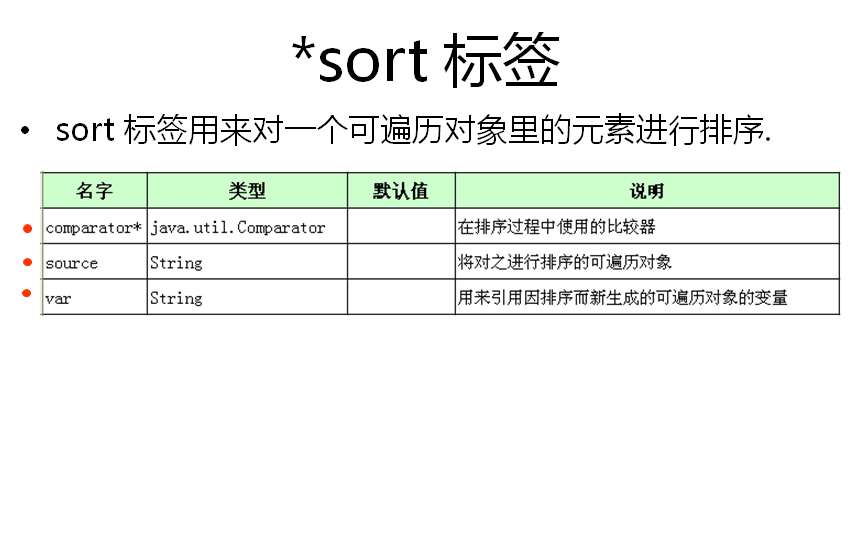 *sort 标签
• sort 标签用来对一个可遍历对象里的元素进行排序.
名字 类型 默认值 说明
comparator* java.util.Comparator 在排序过程中使用的比较器
source String 将对之进行排序的可遍历对象
var String 用来引用因排序而新生成的可遍历对象的变量